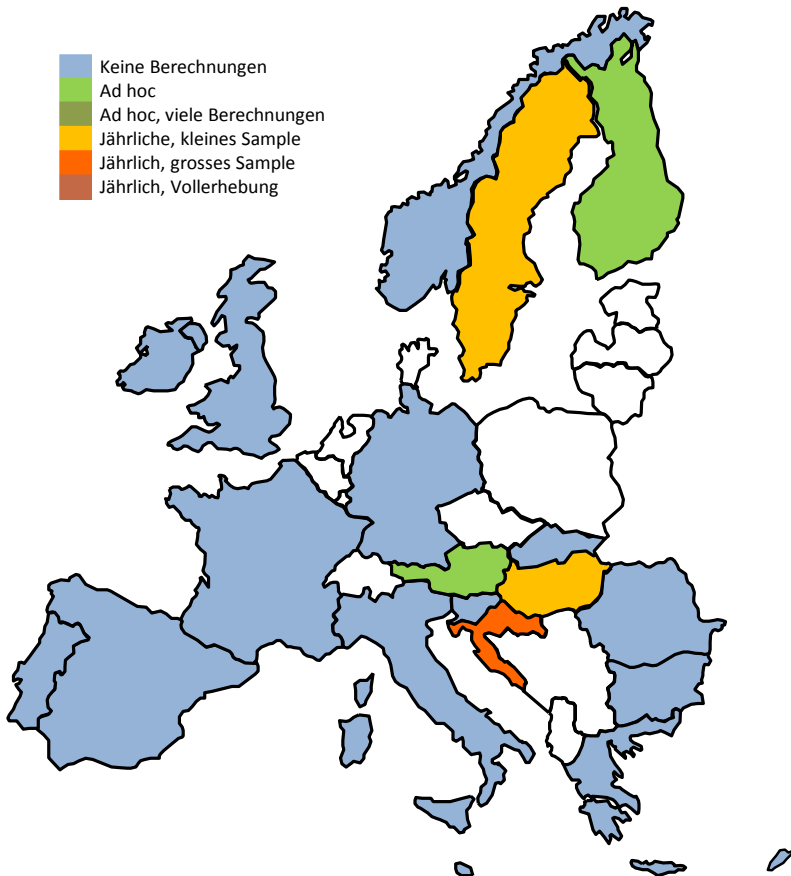 Keine Berechnungen
Ad hoc
Ad hoc, viele Berechnungen
Jährliche, kleines Sample
Jährlich, grosses Sample
Jährlich, Vollerhebung